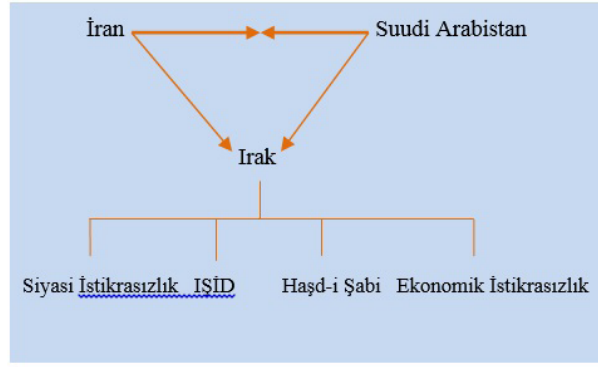 İran Suudi Arabistan
Irak
Siyasi İstikrasızlık IŞİD Haşd-i Şabi Ekonomik İstikrasızlık